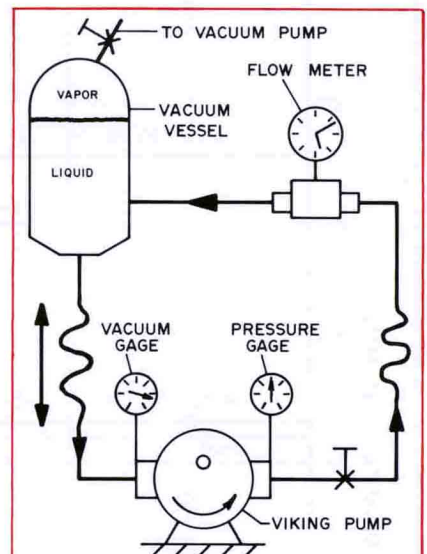 TO VACUUM PUMP
FLOW METER
VAPOR
VACUUM
VESSEL
LIQUID
VACUUM
GAGE
PRESSURE
GAGE
VIKING PUMP